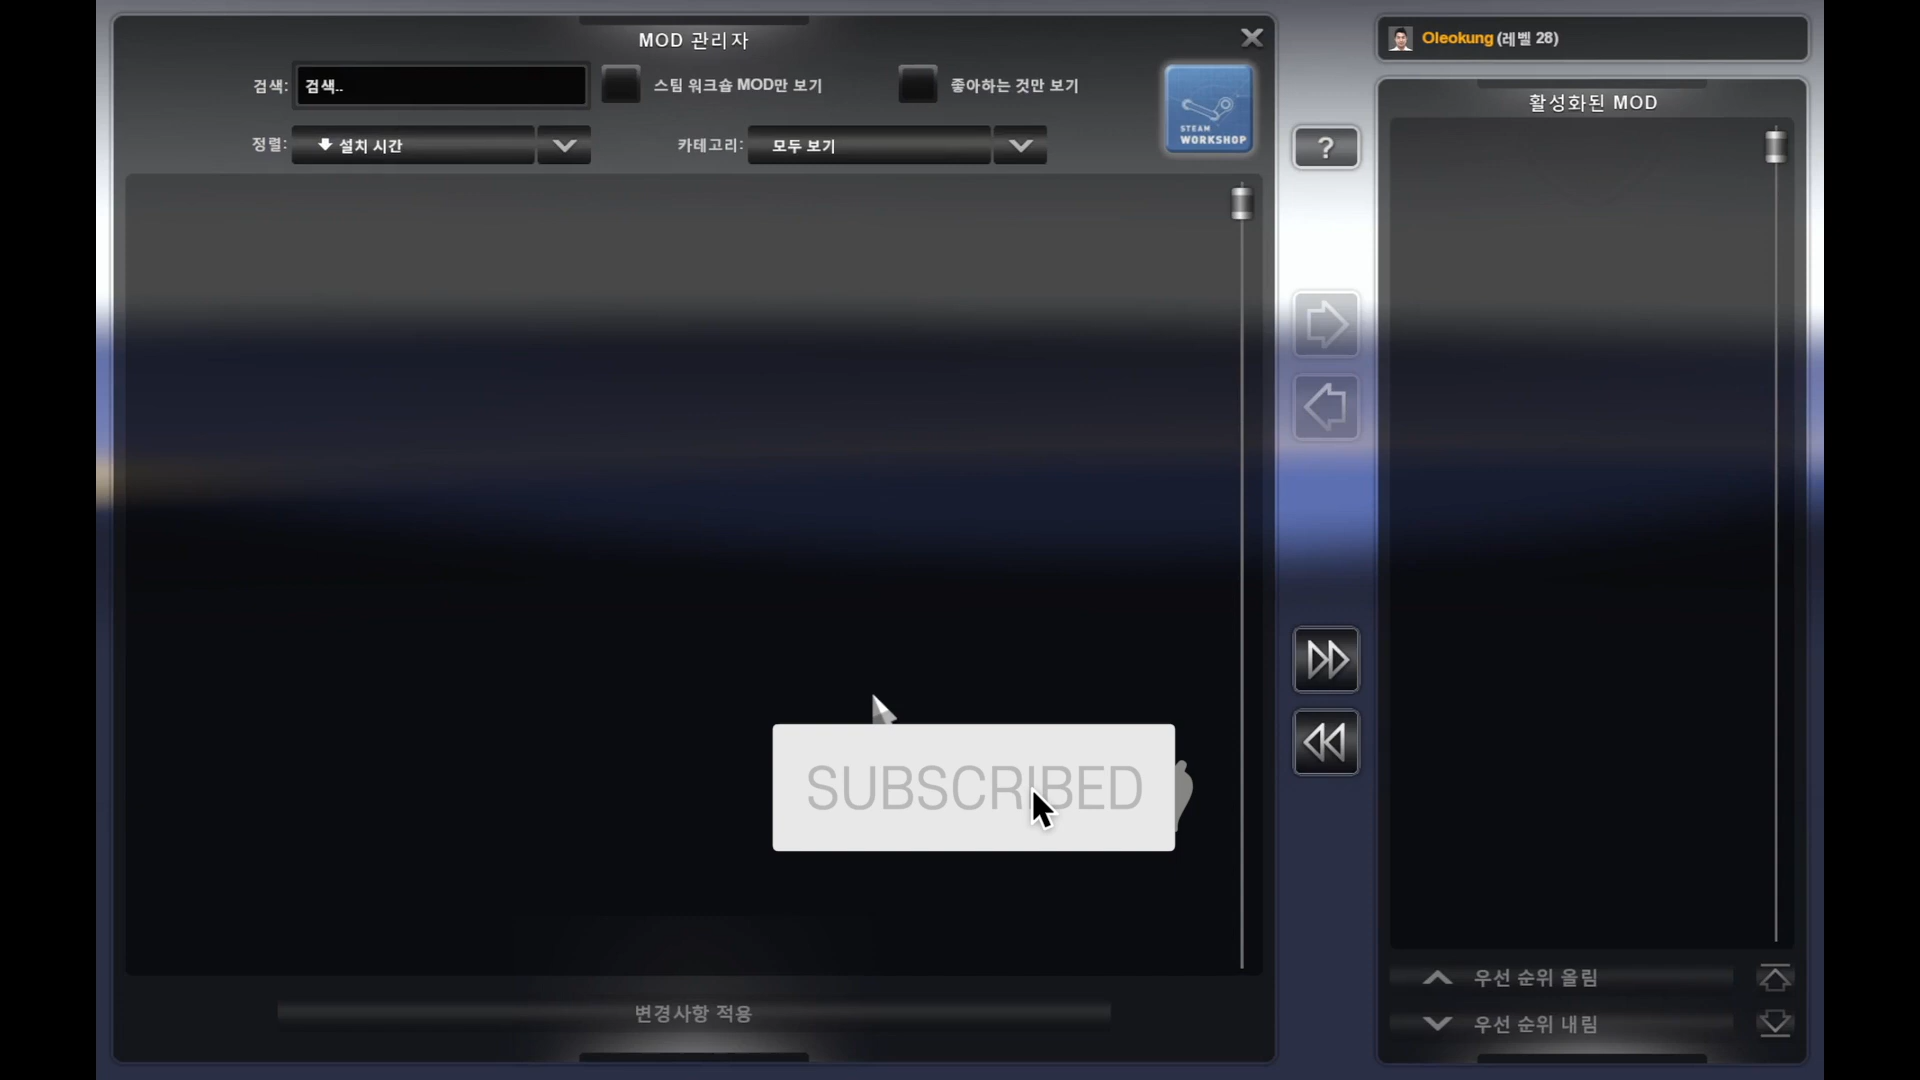 MOD 관리자
Oleokung (레벨 28)
검색: 검색.. 스팀 워크숍 MOD만 보기 좋아하는 것만 보기
STEAM
WORKSHOP
활성화된 MOD
정렬: 설치 시간 카테고리: 모두 보기
?
SUBSCRIBED
우선 순위 올림
변경사항 적용
우선 순위 내림